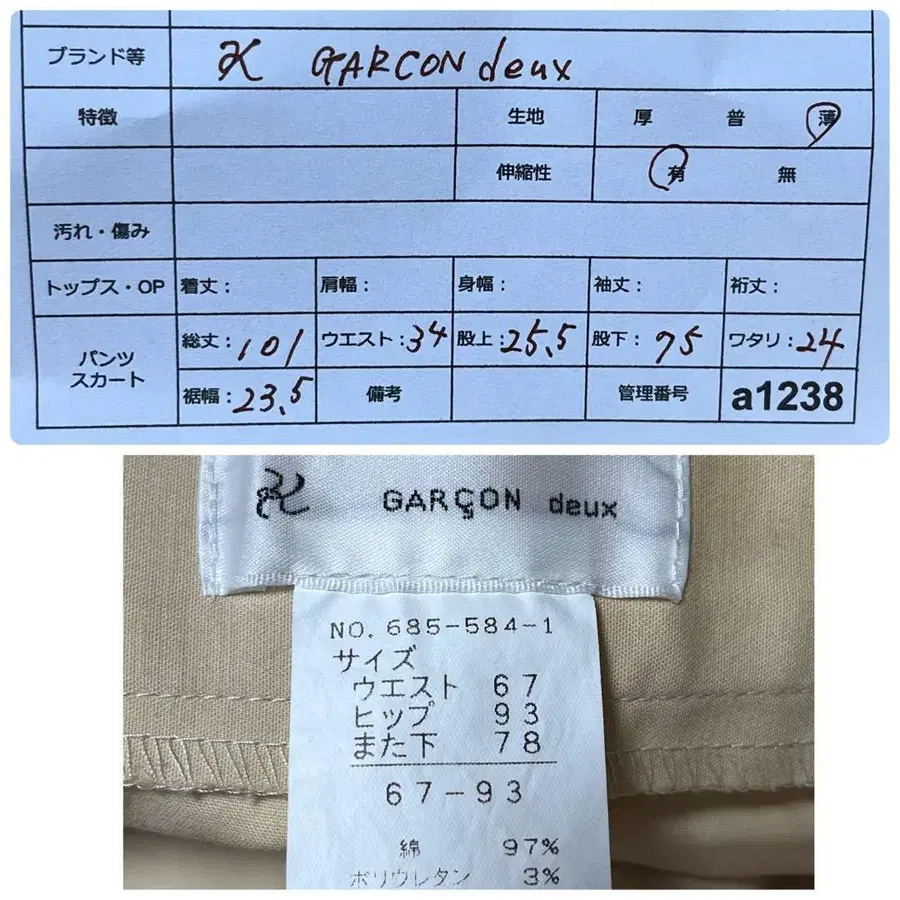 ブランド等 GARCON deux
特徴 生地 厚 普 薄
伸縮性 有 無
汚れ・傷み
トップス・OP 着丈: 肩幅: 身幅: 袖丈: 裄丈:
パンツ スカート 総丈:101 ウエスト:34 股上:25.5 股下:75 ワタリ:24
裾幅:23.5 備考 管理番号 a1238
GARÇON deux
NO. 685-584-1
サイズ
ウエスト 67
ヒップ 93
また下 78
67-93
綿 97%
ポリウレタン 3%